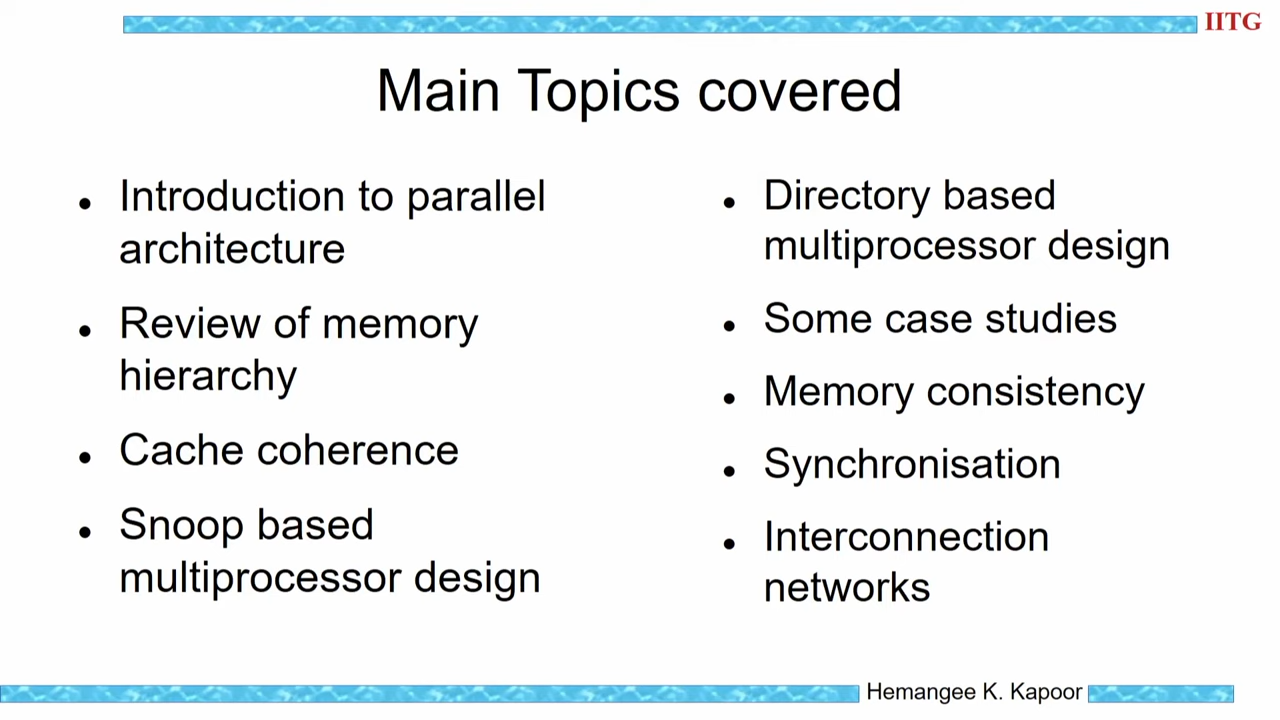 IITG
Main Topics covered
Introduction to parallel
architecture
Review of memory
hierarchy
Cache coherence
Snoop based
multiprocessor design
Directory based
multiprocessor design
Some case studies
Memory consistency
Synchronisation
Interconnection
networks
Hemangee K. Kapoor